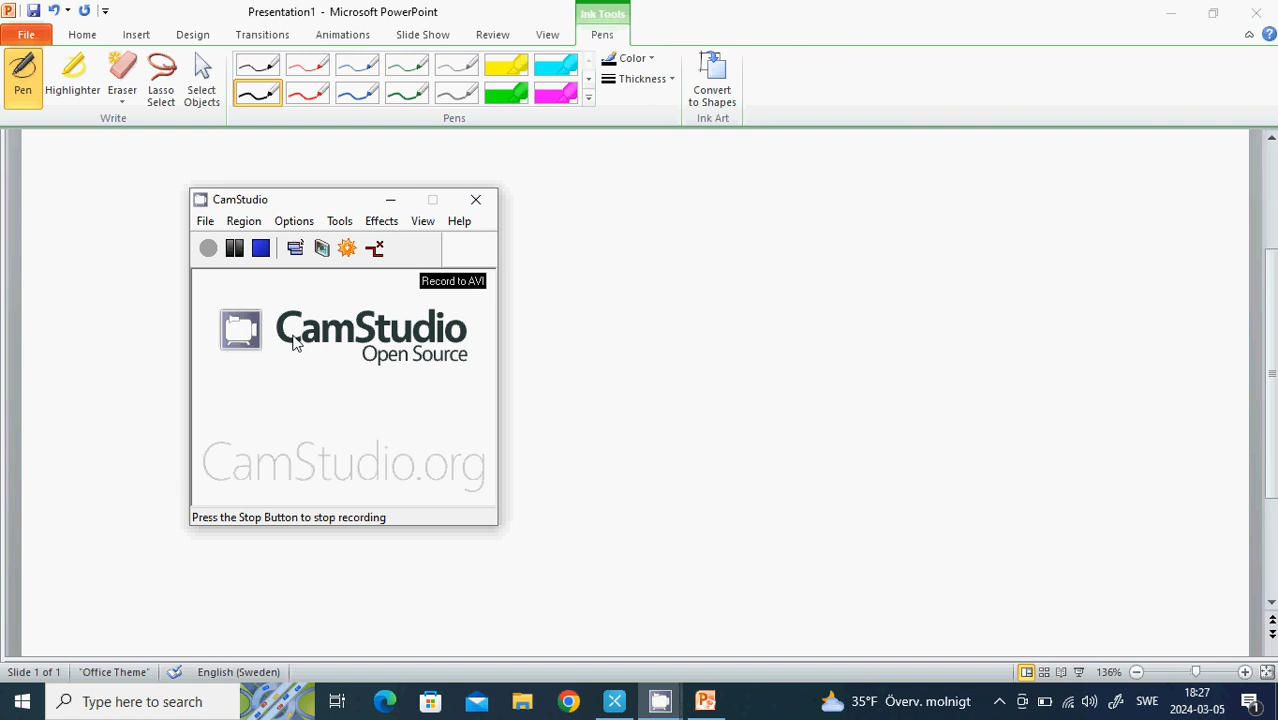 Presentation1 - Microsoft PowerPoint
Ink Tools
File Home Insert Design Transitions Animations Slide Show Review View Pens
Pen
Highlighter
Eraser
Lasso
Select
Select
Objects
Color
Thickness
Convert
to Shapes
Write
Pens
Ink Art
CamStudio
File Region Options Tools Effects View Help
Record to AVI
CamStudio
Open Source
CamStudio.org
Press the Stop Button to stop recording
Slide 1 of 1 "Office Theme" English (Sweden) 136%
Type here to search
35°F Överv. molnigt
SWE
18:27
2024-03-05
1